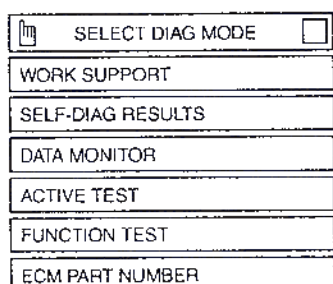 SELECT DIAG MODE
WORK SUPPORT
SELF-DIAG RESULTS
DATA MONITOR
ACTIVE TEST
FUNCTION TEST
ECM PART NUMBER